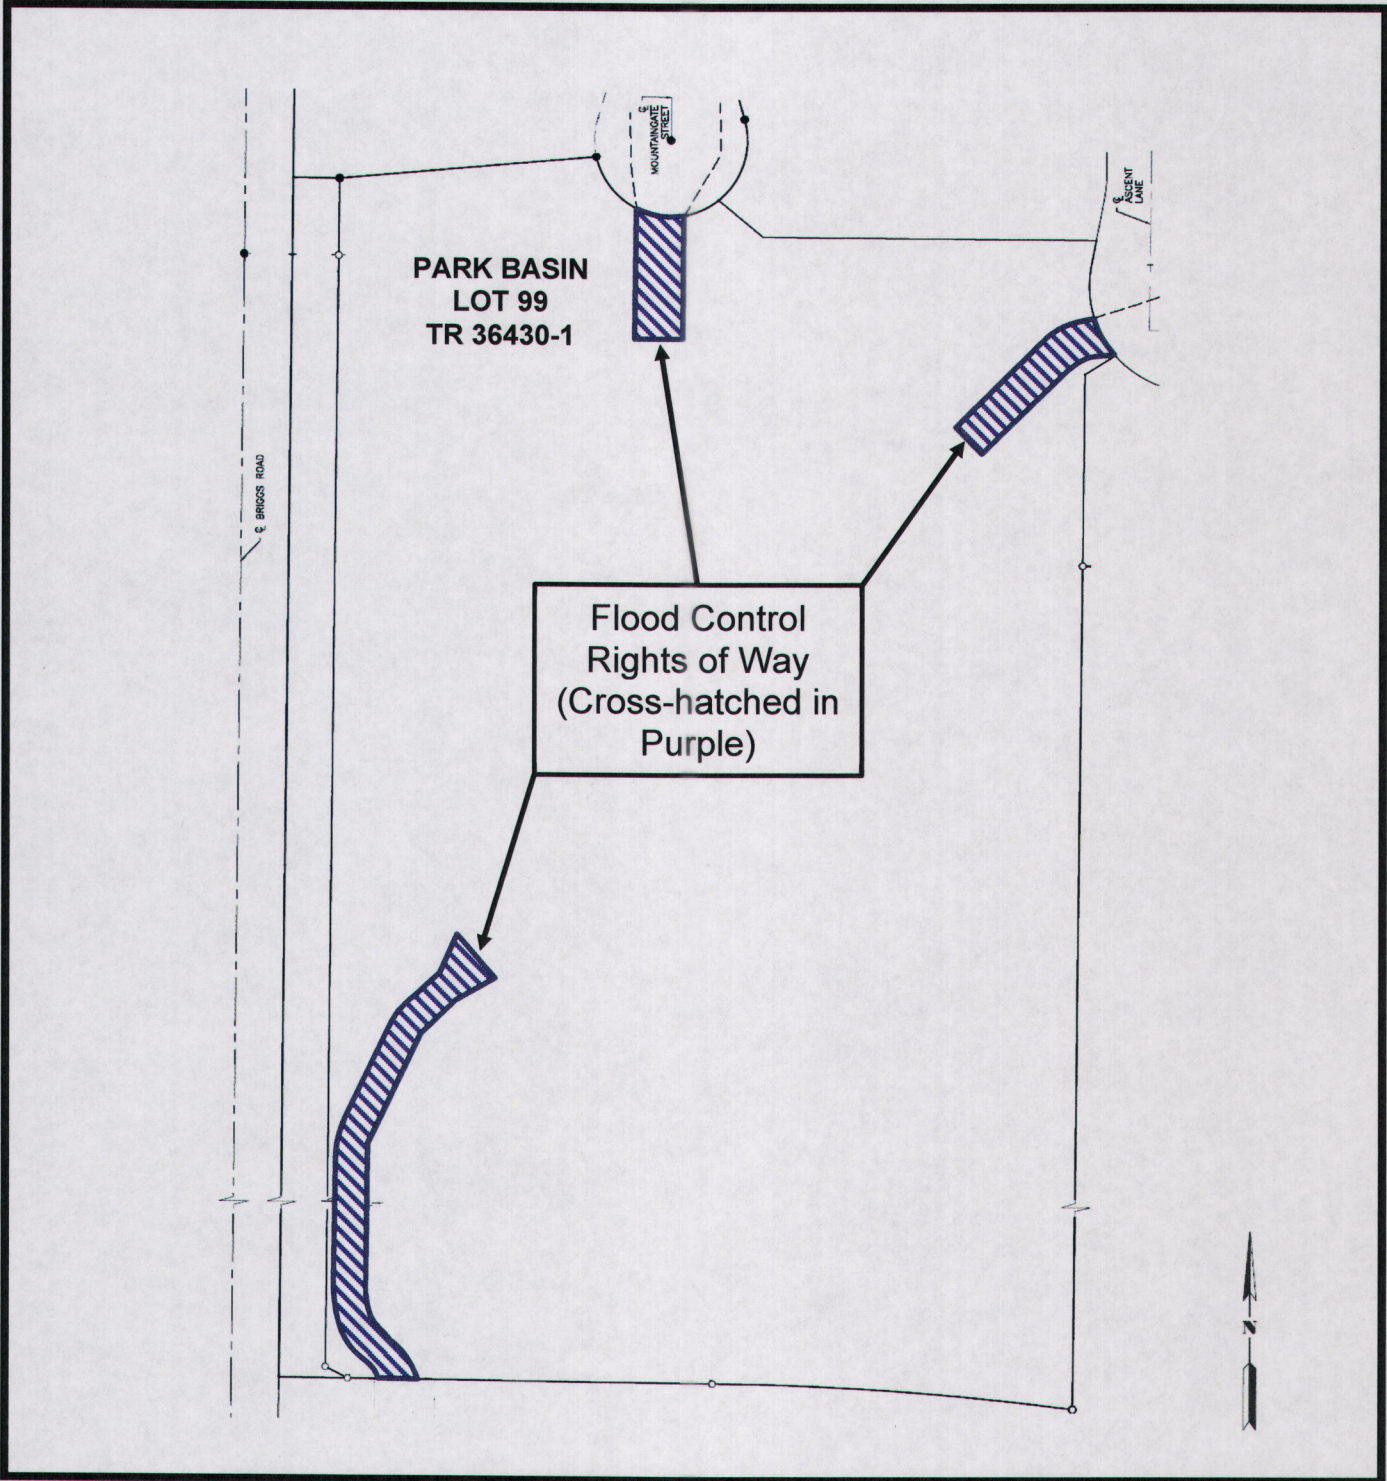 ℄
MOUNTAINGATE
STREET
℄
ASCENT
LANE
PARK BASIN
LOT 99
TR 36430-1
℄ BRIGGS ROAD
Flood Control
Rights of Way
(Cross-hatched in
Purple)
N